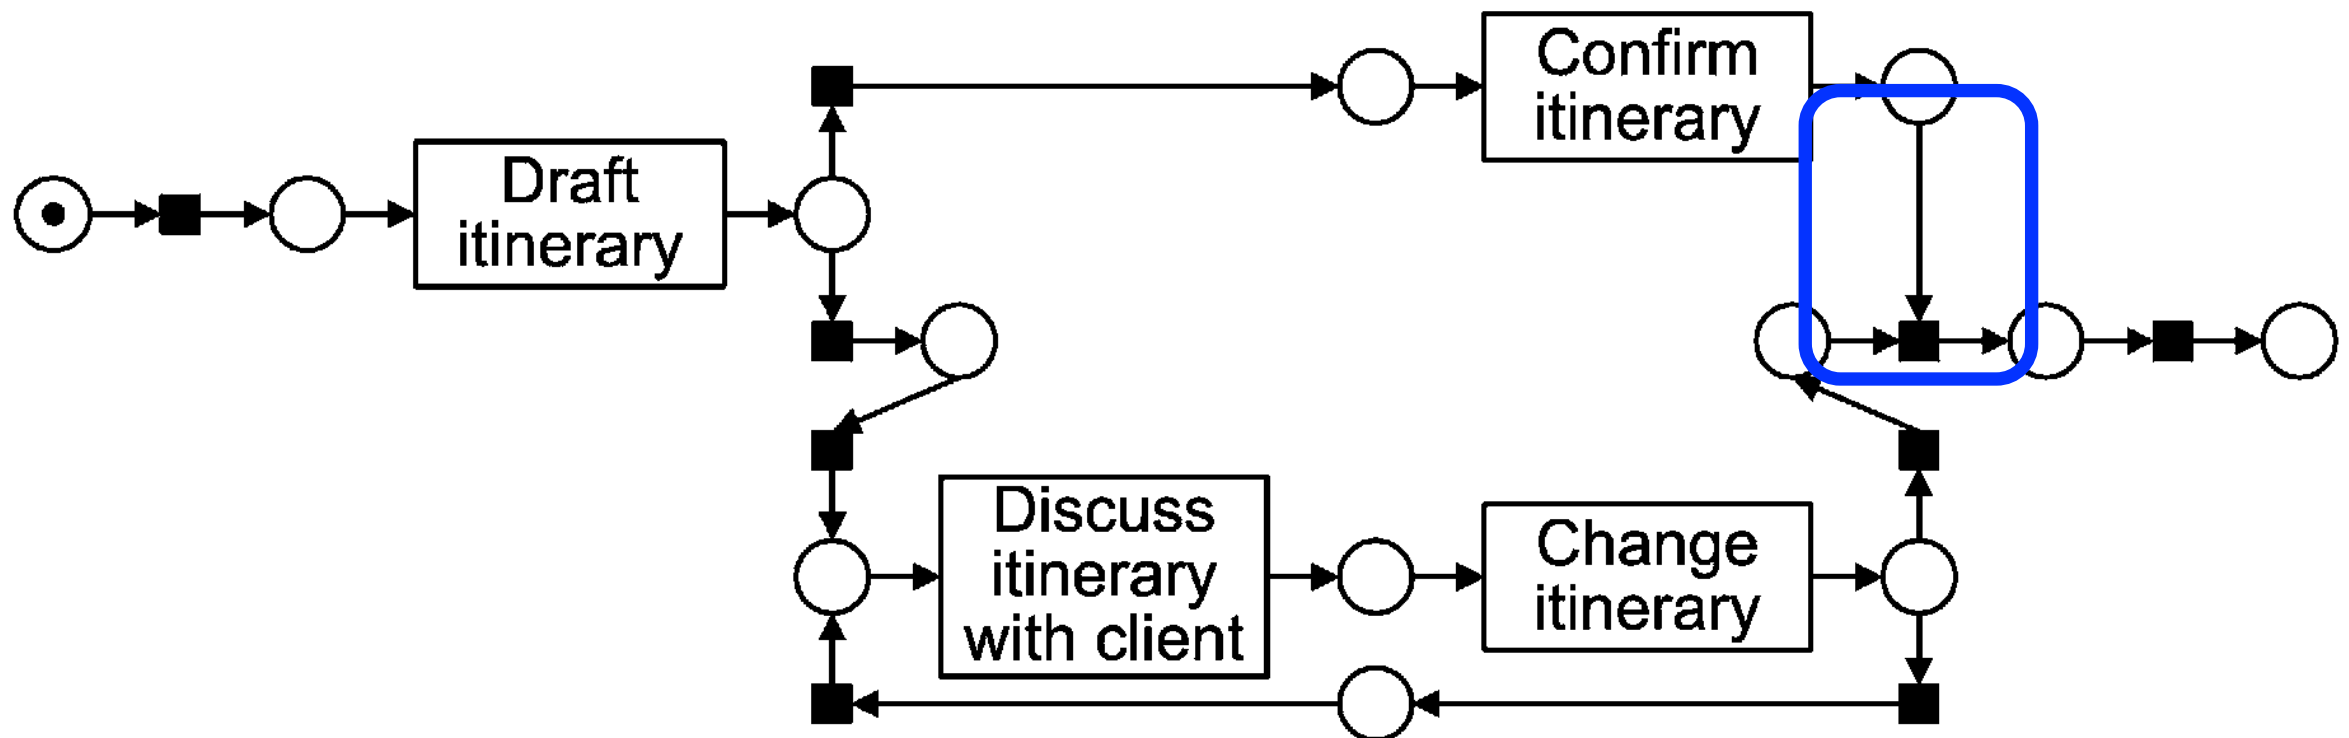 Draft
itinerary
Confirm
itinerary
Discuss
itinerary
with client
Change
itinerary